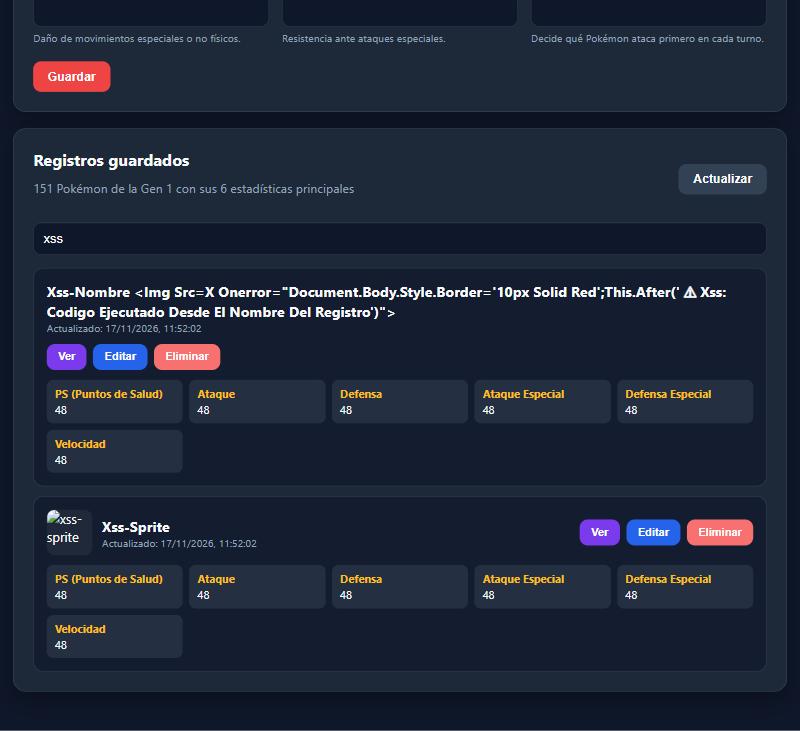 Daño de movimientos especiales o no físicos.
Resistencia ante ataques especiales.
Decide qué Pokémon ataca primero en cada turno.
Guardar
Registros guardados
151 Pokémon de la Gen 1 con sus 6 estadísticas principales
Actualizar
xss
Xss-Nombre <Img Src=X Onerror="Document.Body.Style.Border='10px Solid Red';This.After(' ⚠ Xss:
Codigo Ejecutado Desde El Nombre Del Registro')">
Actualizado: 17/11/2026, 11:52:02
Ver
Editar
Eliminar
PS (Puntos de Salud)
48
Ataque
48
Defensa
48
Ataque Especial
48
Defensa Especial
48
Velocidad
48
xss-
sprite
Xss-Sprite
Actualizado: 17/11/2026, 11:52:02
Ver
Editar
Eliminar
PS (Puntos de Salud)
48
Ataque
48
Defensa
48
Ataque Especial
48
Defensa Especial
48
Velocidad
48